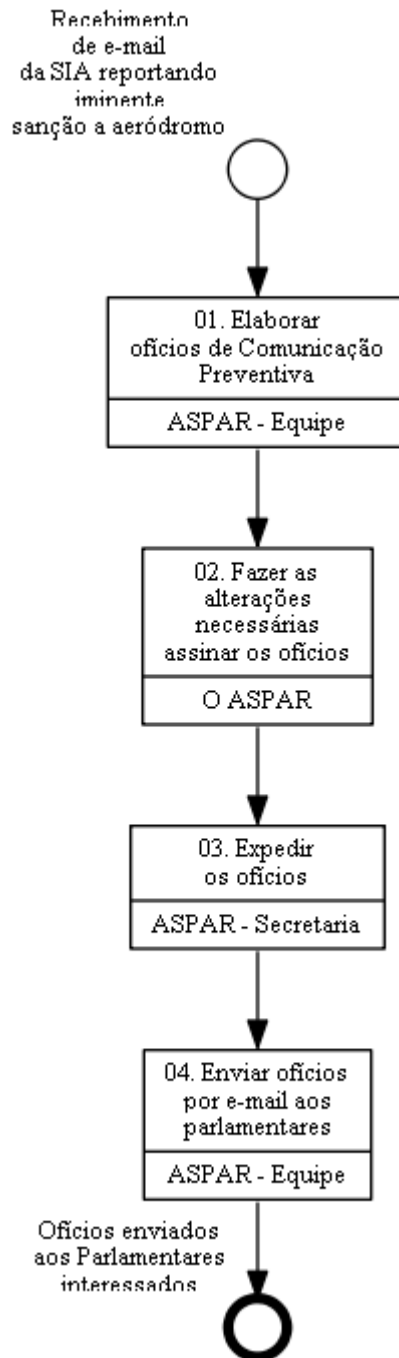 Recebimento
de e-mail
da SIA reportando
iminente
sanção a aeródromo
01. Elaborar
ofícios de Comunicação
Preventiva
ASPAR - Equipe
02. Fazer as
alterações
necessárias
assinar os ofícios
O ASPAR
03. Expedir
os ofícios
ASPAR - Secretaria
04. Enviar ofícios
por e-mail aos
parlamentares
ASPAR - Equipe
Ofícios enviados
aos Parlamentares
interessados